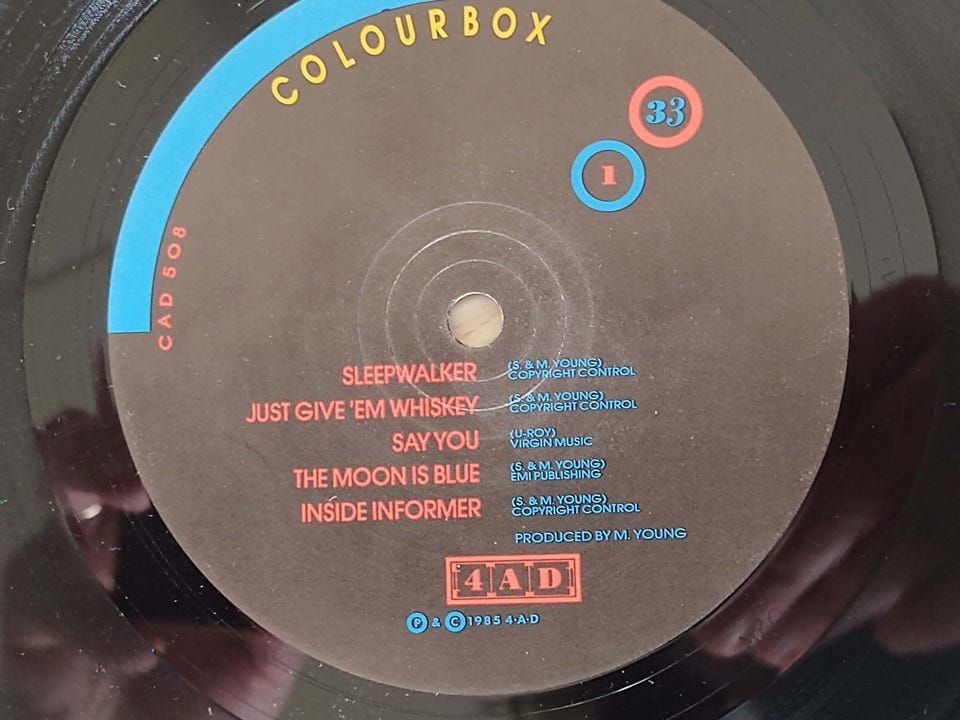 COLOURBOX
33
1
CAD 508
SLEEPWALKER (S. & M. YOUNG) COPYRIGHT CONTROL
JUST GIVE 'EM WHISKEY (S. & M. YOUNG) COPYRIGHT CONTROL
SAY YOU (U-ROY) VIRGIN MUSIC
THE MOON IS BLUE (S. & M. YOUNG) EMI PUBLISHING
INSIDE INFORMER (S. & M. YOUNG) COPYRIGHT CONTROL
PRODUCED BY M. YOUNG
4AD
Ⓟ & Ⓒ 1985 4·A·D